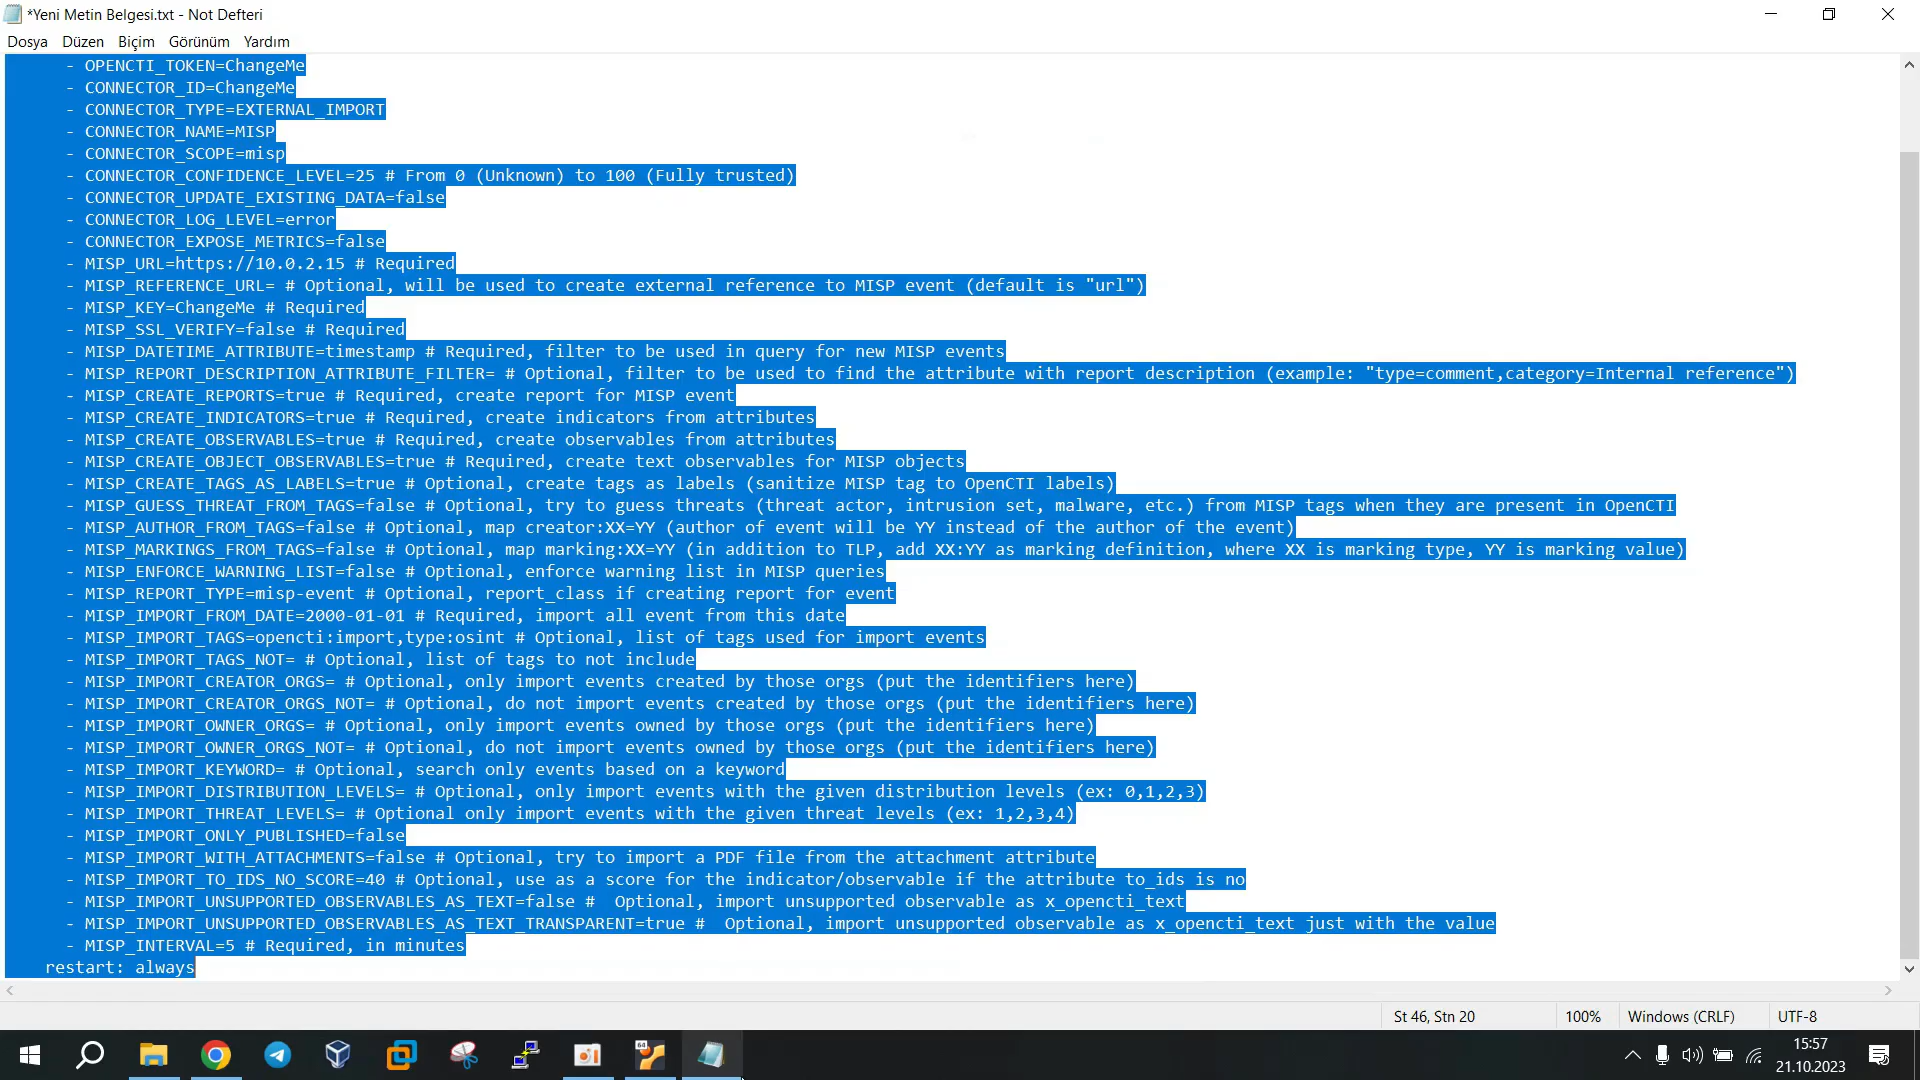 *Yeni Metin Belgesi.txt - Not Defteri
Dosya Düzen Biçim Görünüm Yardım
- OPENCTI_TOKEN=ChangeMe
- CONNECTOR_ID=ChangeMe
- CONNECTOR_TYPE=EXTERNAL_IMPORT
- CONNECTOR_NAME=MISP
- CONNECTOR_SCOPE=misp
- CONNECTOR_CONFIDENCE_LEVEL=25 # From 0 (Unknown) to 100 (Fully trusted)
- CONNECTOR_UPDATE_EXISTING_DATA=false
- CONNECTOR_LOG_LEVEL=error
- CONNECTOR_EXPOSE_METRICS=false
- MISP_URL=https://10.0.2.15 # Required
- MISP_REFERENCE_URL= # Optional, will be used to create external reference to MISP event (default is "url")
- MISP_KEY=ChangeMe # Required
- MISP_SSL_VERIFY=false # Required
- MISP_DATETIME_ATTRIBUTE=timestamp # Required, filter to be used in query for new MISP events
- MISP_REPORT_DESCRIPTION_ATTRIBUTE_FILTER= # Optional, filter to be used to find the attribute with report description (example: "type=comment,category=Internal reference")
- MISP_CREATE_REPORTS=true # Required, create report for MISP event
- MISP_CREATE_INDICATORS=true # Required, create indicators from attributes
- MISP_CREATE_OBSERVABLES=true # Required, create observables from attributes
- MISP_CREATE_OBJECT_OBSERVABLES=true # Required, create text observables for MISP objects
- MISP_CREATE_TAGS_AS_LABELS=true # Optional, create tags as labels (sanitize MISP tag to OpenCTI labels)
- MISP_GUESS_THREAT_FROM_TAGS=false # Optional, try to guess threats (threat actor, intrusion set, malware, etc.) from MISP tags when they are present in OpenCTI
- MISP_AUTHOR_FROM_TAGS=false # Optional, map creator:XX=YY (author of event will be YY instead of the author of the event)
- MISP_MARKINGS_FROM_TAGS=false # Optional, map marking:XX=YY (in addition to TLP, add XX:YY as marking definition, where XX is marking type, YY is marking value)
- MISP_ENFORCE_WARNING_LIST=false # Optional, enforce warning list in MISP queries
- MISP_REPORT_TYPE=misp-event # Optional, report_class if creating report for event
- MISP_IMPORT_FROM_DATE=2000-01-01 # Required, import all event from this date
- MISP_IMPORT_TAGS=opencti:import,type:osint # Optional, list of tags used for import events
- MISP_IMPORT_TAGS_NOT= # Optional, list of tags to not include
- MISP_IMPORT_CREATOR_ORGS= # Optional, only import events created by those orgs (put the identifiers here)
- MISP_IMPORT_CREATOR_ORGS_NOT= # Optional, do not import events created by those orgs (put the identifiers here)
- MISP_IMPORT_OWNER_ORGS= # Optional, only import events owned by those orgs (put the identifiers here)
- MISP_IMPORT_OWNER_ORGS_NOT= # Optional, do not import events owned by those orgs (put the identifiers here)
- MISP_IMPORT_KEYWORD= # Optional, search only events based on a keyword
- MISP_IMPORT_DISTRIBUTION_LEVELS= # Optional, only import events with the given distribution levels (ex: 0,1,2,3)
- MISP_IMPORT_THREAT_LEVELS= # Optional only import events with the given threat levels (ex: 1,2,3,4)
- MISP_IMPORT_ONLY_PUBLISHED=false
- MISP_IMPORT_WITH_ATTACHMENTS=false # Optional, try to import a PDF file from the attachment attribute
- MISP_IMPORT_TO_IDS_NO_SCORE=40 # Optional, use as a score for the indicator/observable if the attribute to_ids is no
- MISP_IMPORT_UNSUPPORTED_OBSERVABLES_AS_TEXT=false #  Optional, import unsupported observable as x_opencti_text
- MISP_IMPORT_UNSUPPORTED_OBSERVABLES_AS_TEXT_TRANSPARENT=true #  Optional, import unsupported observable as x_opencti_text just with the value
- MISP_INTERVAL=5 # Required, in minutes
restart: always
St 46, Stn 20 100% Windows (CRLF) UTF-8
64
15:57
21.10.2023